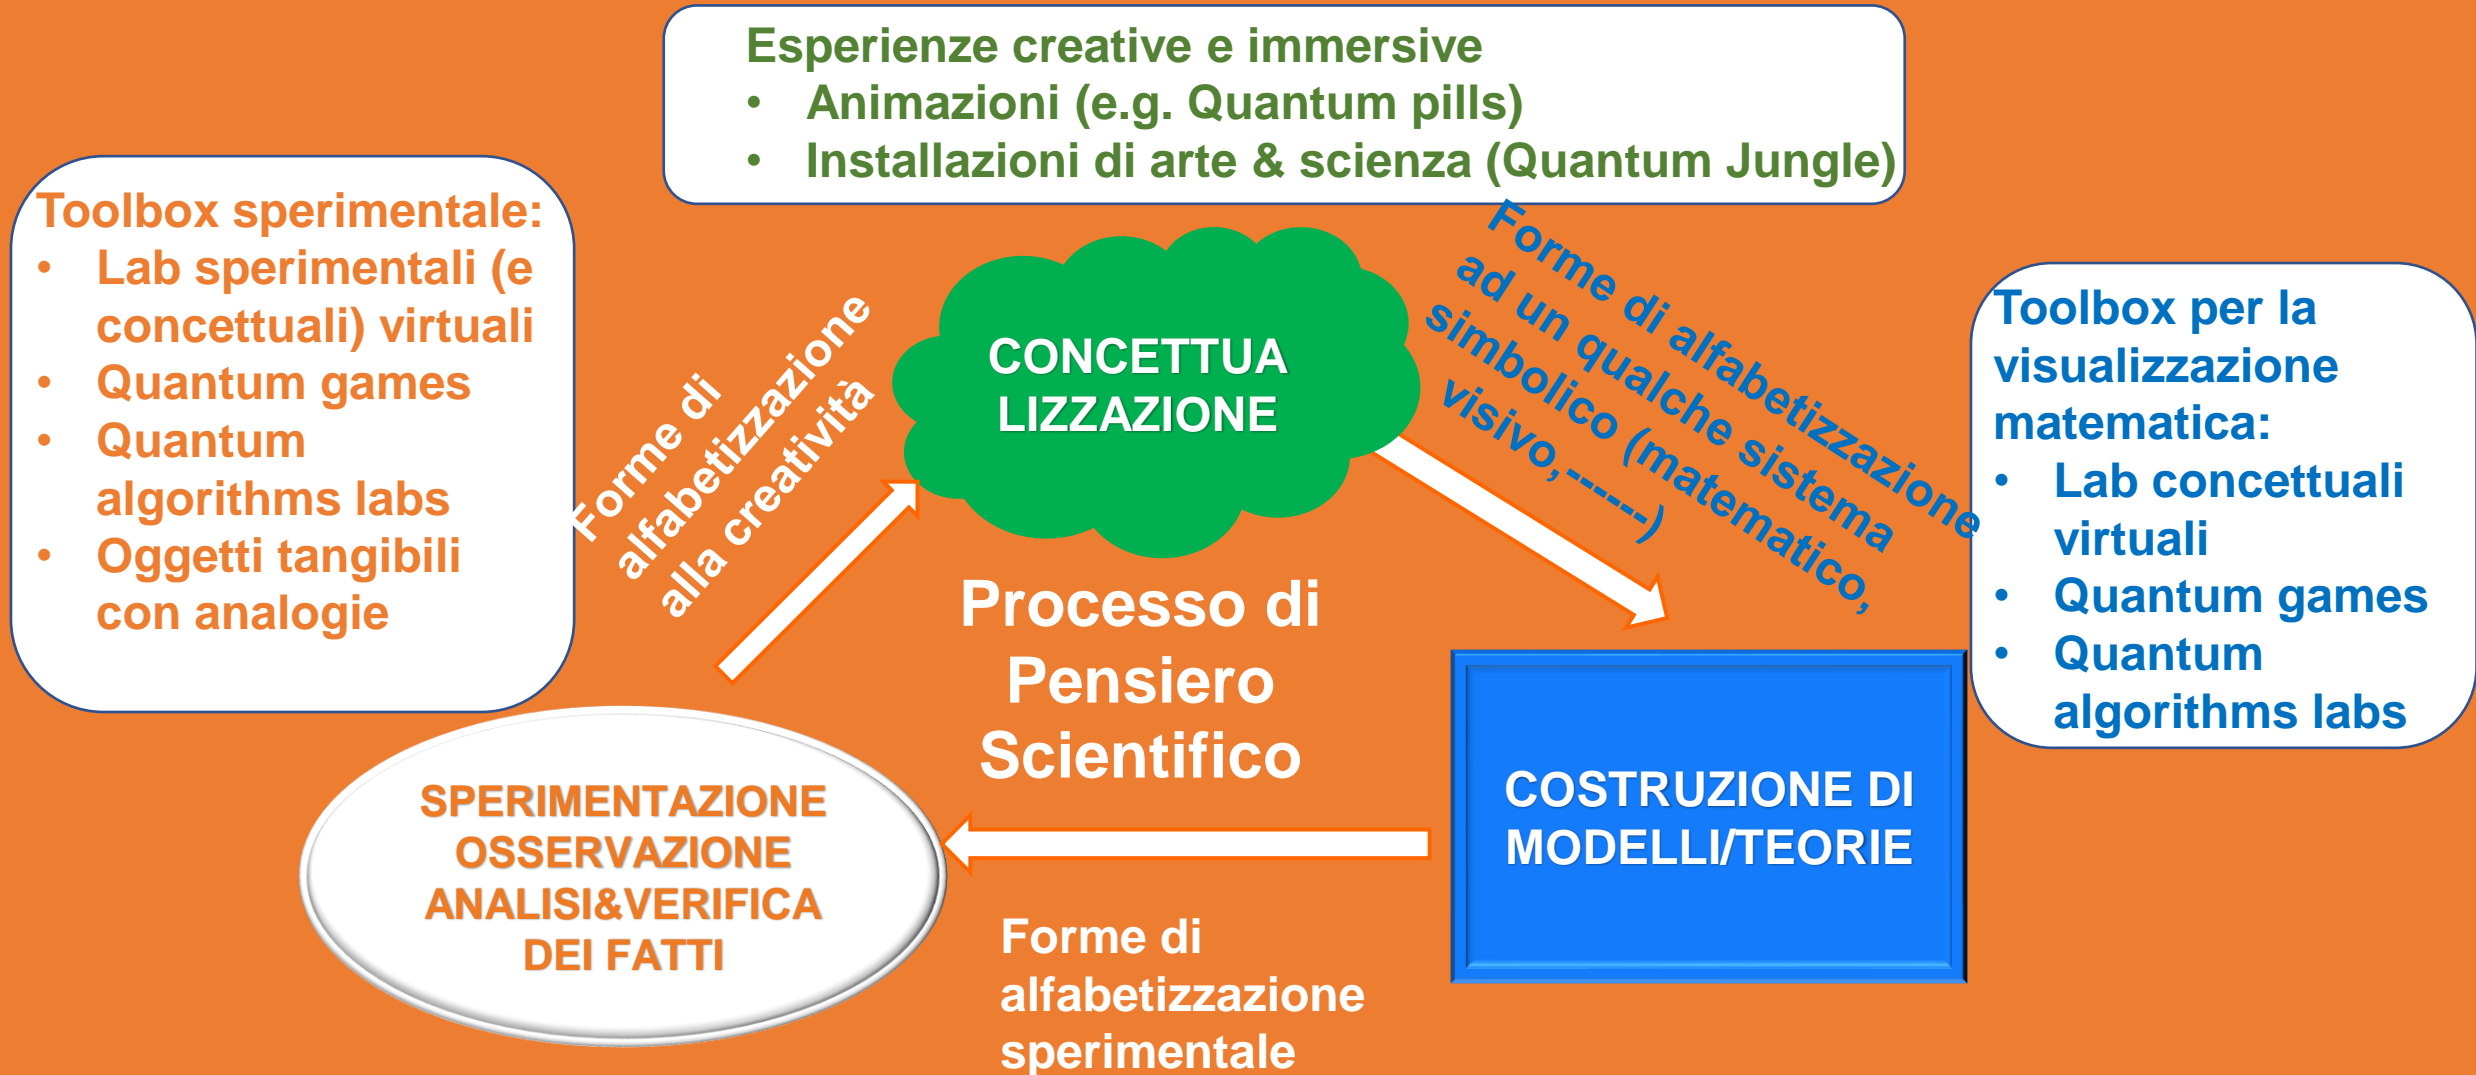 Esperienze creative e immersive
• Animazioni (e.g. Quantum pills)
• Installazioni di arte & scienza (Quantum Jungle)
Toolbox sperimentale:
• Lab sperimentali (e
concettuali) virtuali
• Quantum games
• Quantum
algorithms labs
• Oggetti tangibili
con analogie
Forme di
alfabetizzazione
alla creatività
CONCETTUA
LIZZAZIONE
Forme di alfabetizzazione
ad un qualche sistema
simbolico (matematico,
visivo,------)
Toolbox per la
visualizzazione
matematica:
• Lab concettuali
virtuali
• Quantum games
• Quantum
algorithms labs
Processo di
Pensiero
Scientifico
SPERIMENTAZIONE
OSSERVAZIONE
ANALISI&VERIFICA
DEI FATTI
COSTRUZIONE DI
MODELLI/TEORIE
Forme di
alfabetizzazione
sperimentale